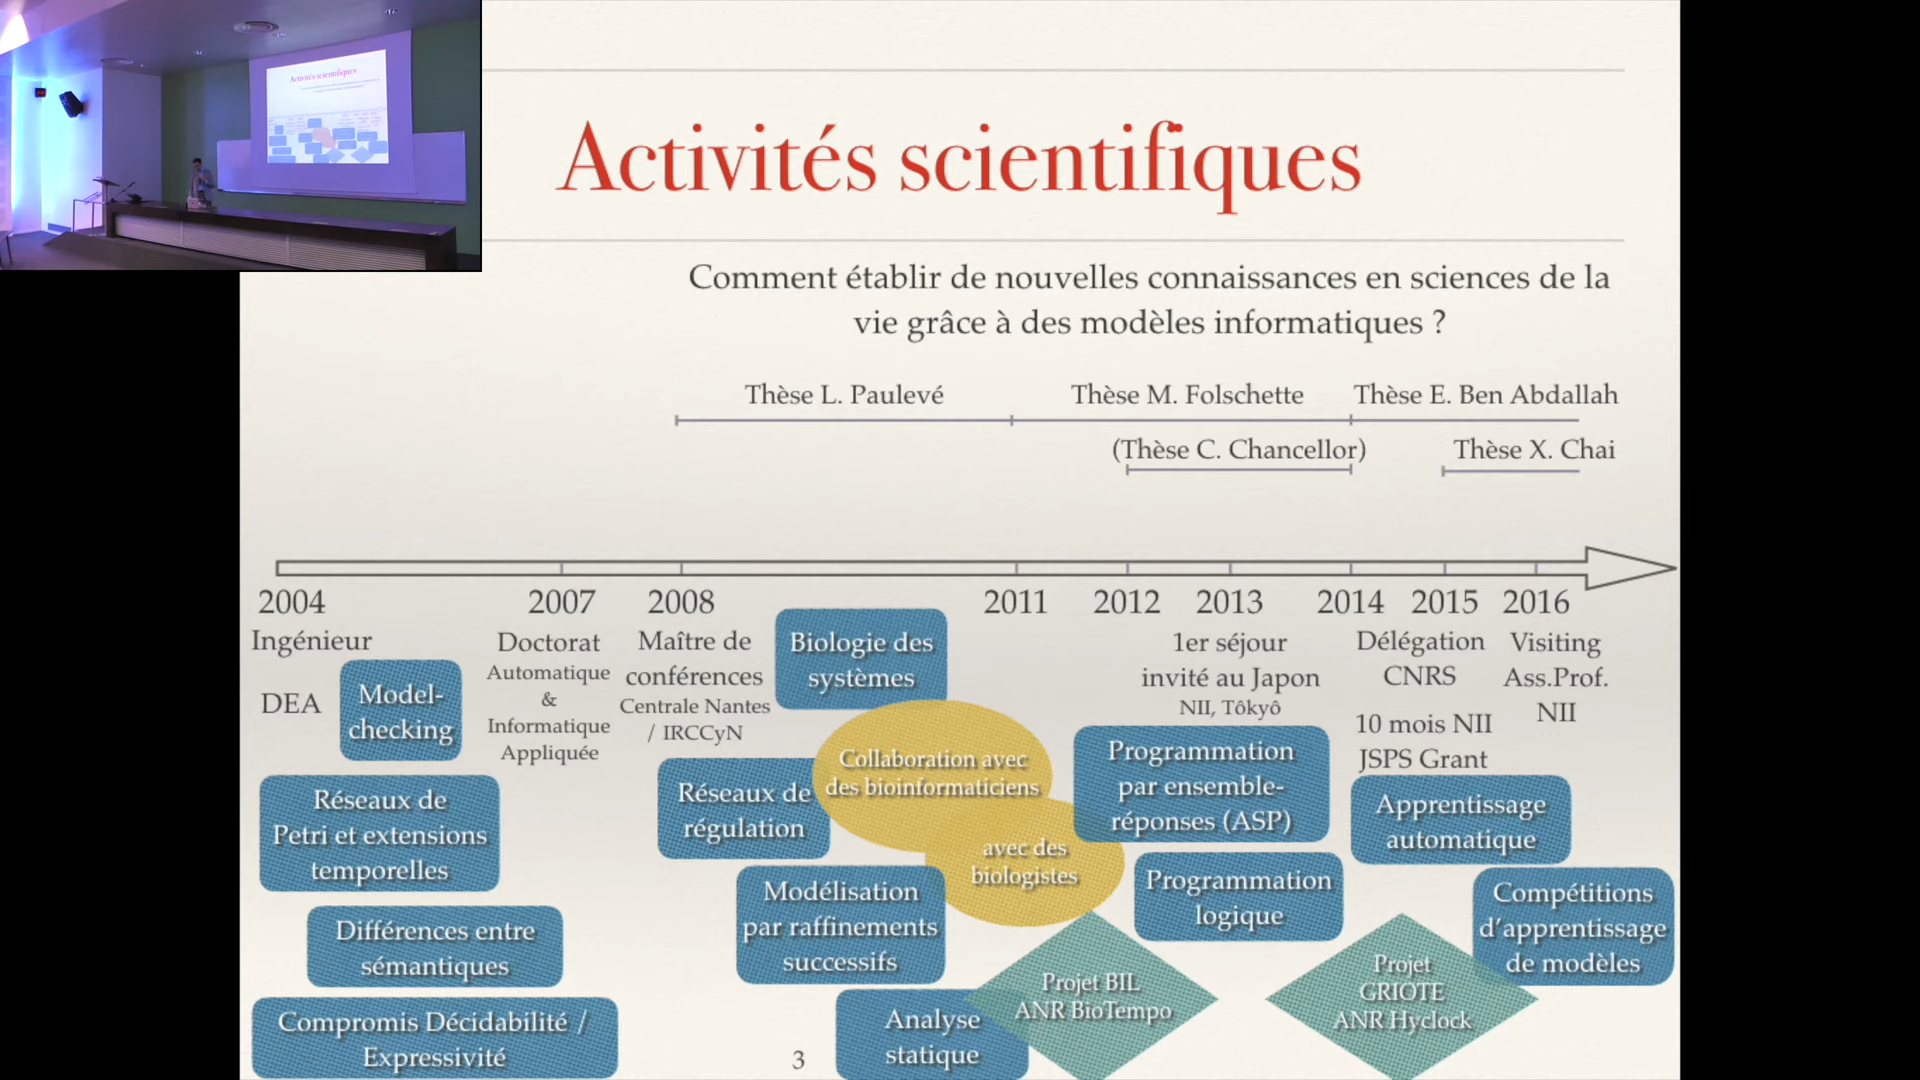 Activités scientifiques
Comment établir de nouvelles connaissances en sciences de la
vie grâce à des modèles informatiques ?
Thèse L. Paulevé
Thèse M. Folschette
Thèse E. Ben Abdallah
(Thèse C. Chancellor)
Thèse X. Chai
2004
2007
2008
2011
2012
2013
2014
2015
2016
Ingénieur
DEA
Model-
checking
Doctorat
Automatique
&
Informatique
Appliquée
Maître de
conférences
Centrale Nantes
/ IRCCyN
Biologie des
systèmes
1er séjour
invité au Japon
NII, Tôkyô
Délégation
CNRS
10 mois NII
JSPS Grant
Visiting
Ass.Prof.
NII
Réseaux de
Petri et extensions
temporelles
Réseaux de
régulation
Collaboration avec
des bioinformaticiens
avec des
biologistes
Programmation
par ensemble-
réponses (ASP)
Apprentissage
automatique
Différences entre
sémantiques
Modélisation
par raffinements
successifs
Programmation
logique
Compétitions
d'apprentissage
de modèles
Compromis Décidabilité /
Expressivité
Analyse
statique
Projet BIL
ANR BioTempo
Projet
GRIOTE
ANR Hyclock
3
Activités scientifiques